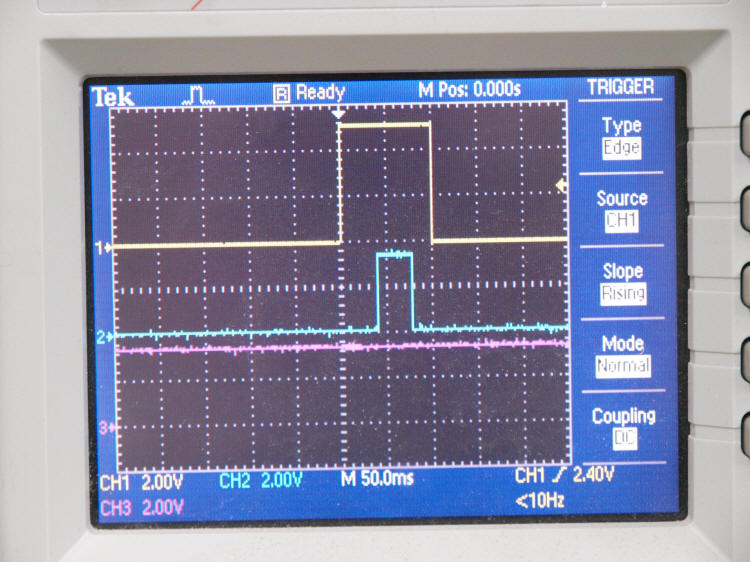 Tek R Ready M Pos: 0.000s TRIGGER
Type
Edge
Source
CH1
Slope
Rising
Mode
Normal
Coupling
DC
1
2
3
CH1 2.00V CH2 2.00V M 50.0ms CH1 2.40V
CH3 2.00V <10Hz